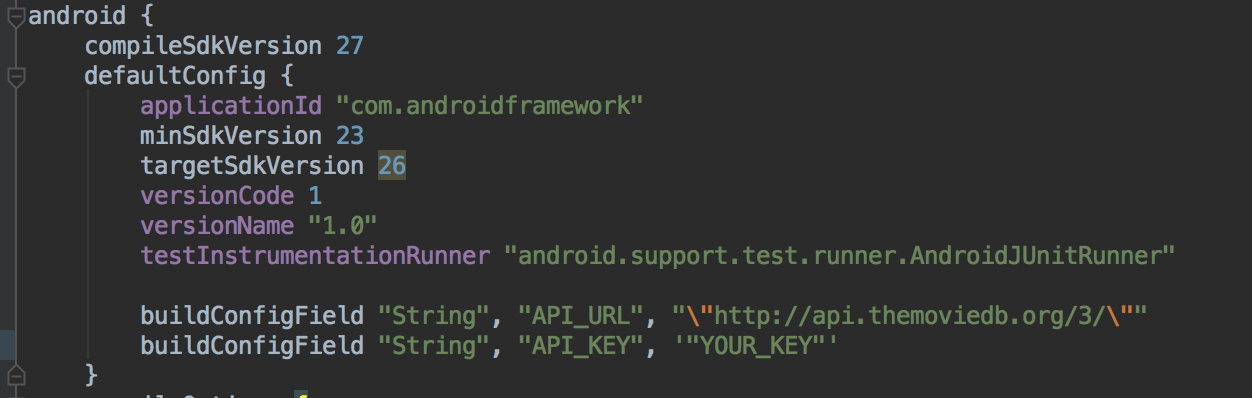 android {
compileSdkVersion 27
defaultConfig {
applicationId "com.androidframework"
minSdkVersion 23
targetSdkVersion 26
versionCode 1
versionName "1.0"
testInstrumentationRunner "android.support.test.runner.AndroidJUnitRunner"
buildConfigField "String", "API_URL", "\"http://api.themoviedb.org/3/\""
buildConfigField "String", "API_KEY", '"YOUR_KEY"'
}